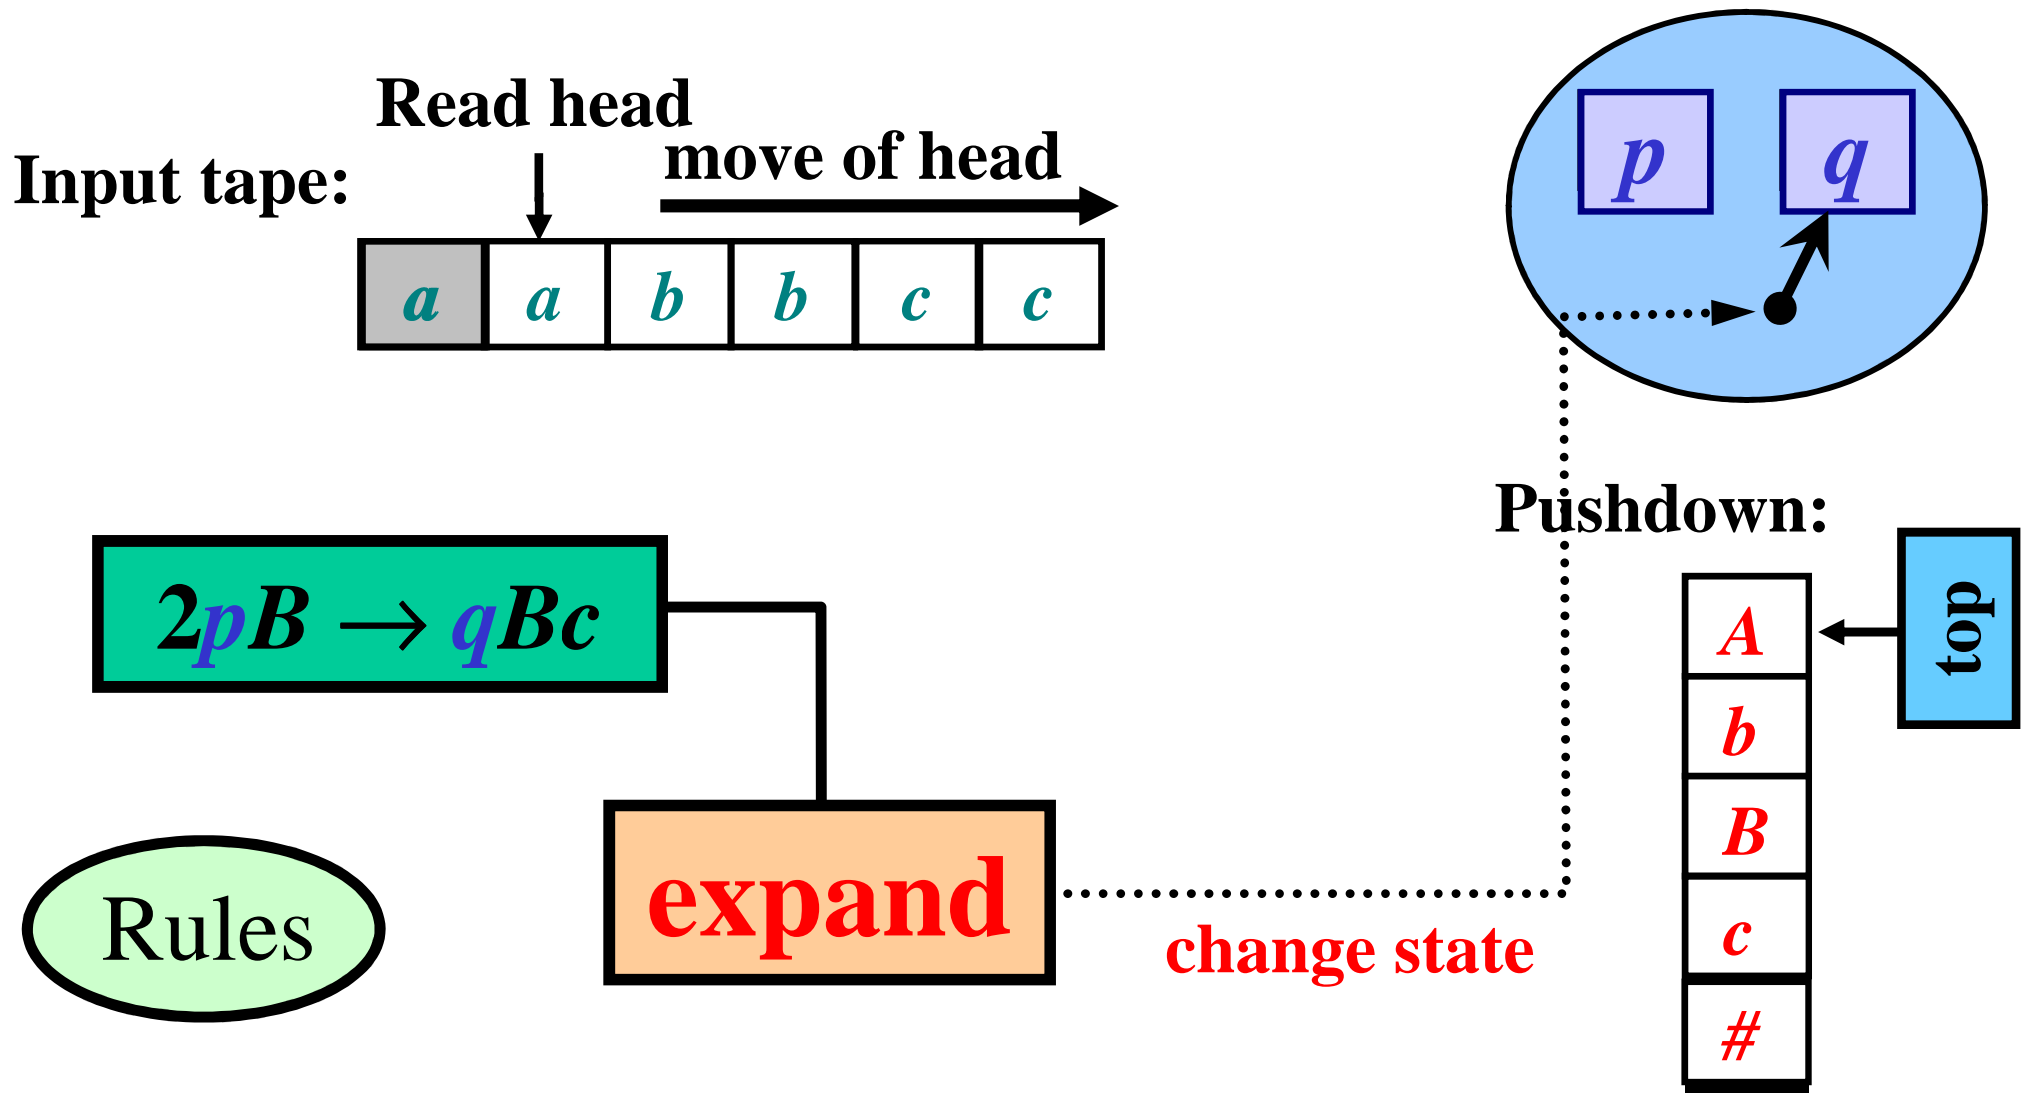 Read head
move of head
Input tape:
a a b b c c
p q
Pushdown:
2pB → qBc
top
A
b
B
c
#
expand
Rules
change state